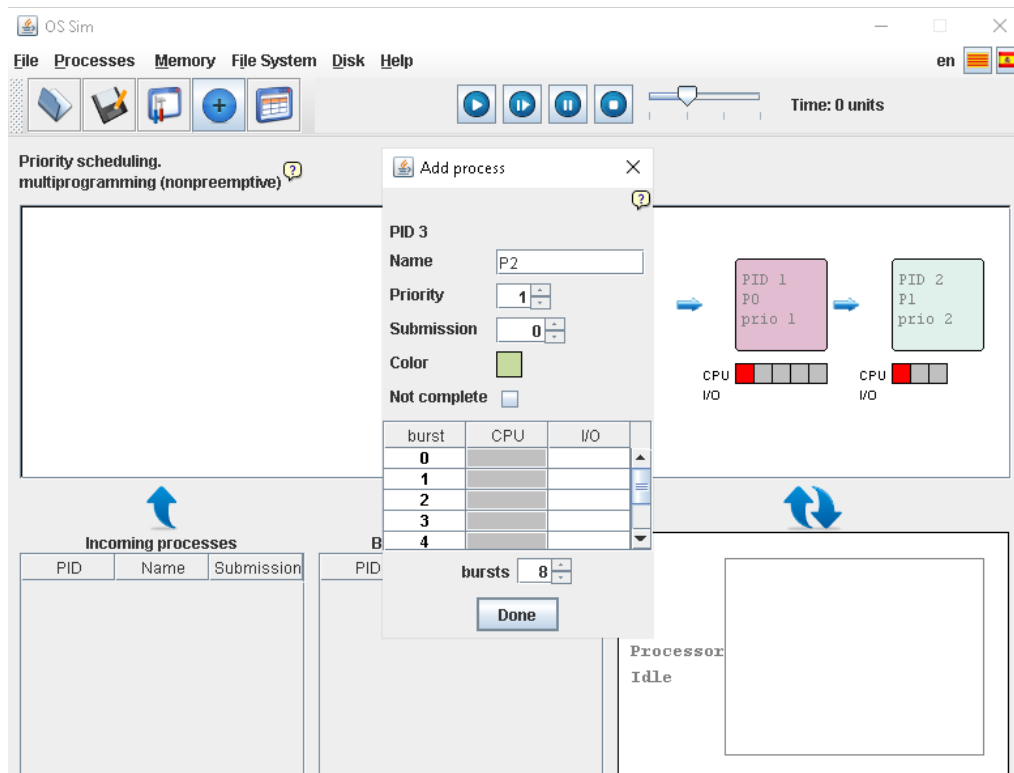 OS Sim
File Processes Memory File System Disk Help
en
Time: 0 units
Priority scheduling.
multiprogramming (nonpreemptive)
?
Add process
?
PID 3
Name P2
Priority 1
Submission 0
Color
Not complete
burst CPU I/O
0
1
2
3
4
bursts 8
Done
PID 1
P0
prio 1
CPU
I/O
PID 2
P1
prio 2
CPU
I/O
Incoming processes
PID Name Submission
B
PID
Processor
Idle